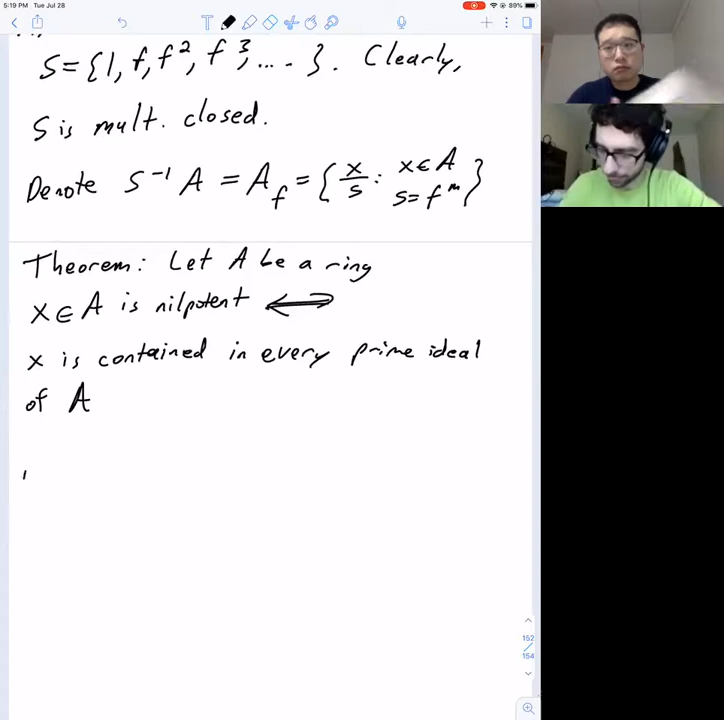 5:19 PM Tue Jul 28
89%
S={1, f, f², f³, .... }. Clearly,
S is mult. closed.
Denote S⁻¹A = A_f = { x/s : x∈A
s=fᵐ }
Theorem: Let A be a ring
x∈A is nilpotent ⟺
x is contained in every prime ideal
of A
152
/
154